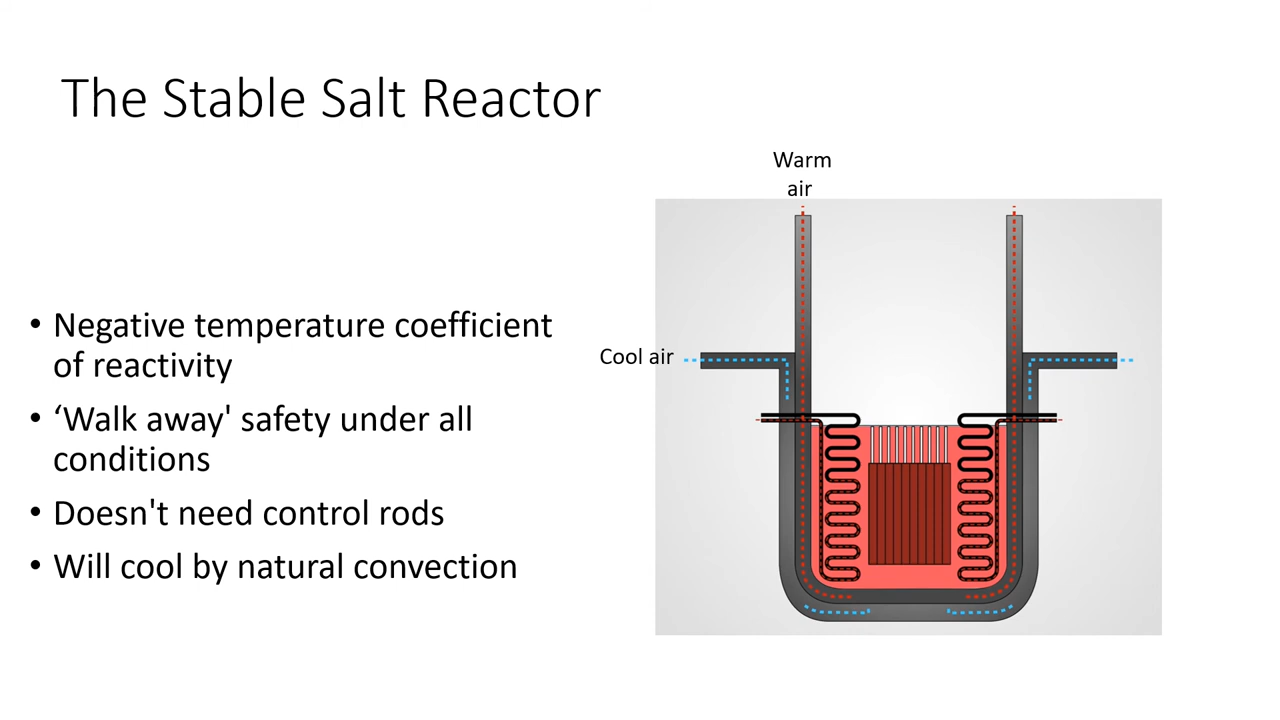 The Stable Salt Reactor
Warm
air
• Negative temperature coefficient
of reactivity
Cool air
• ‘Walk away' safety under all
conditions
• Doesn't need control rods
• Will cool by natural convection